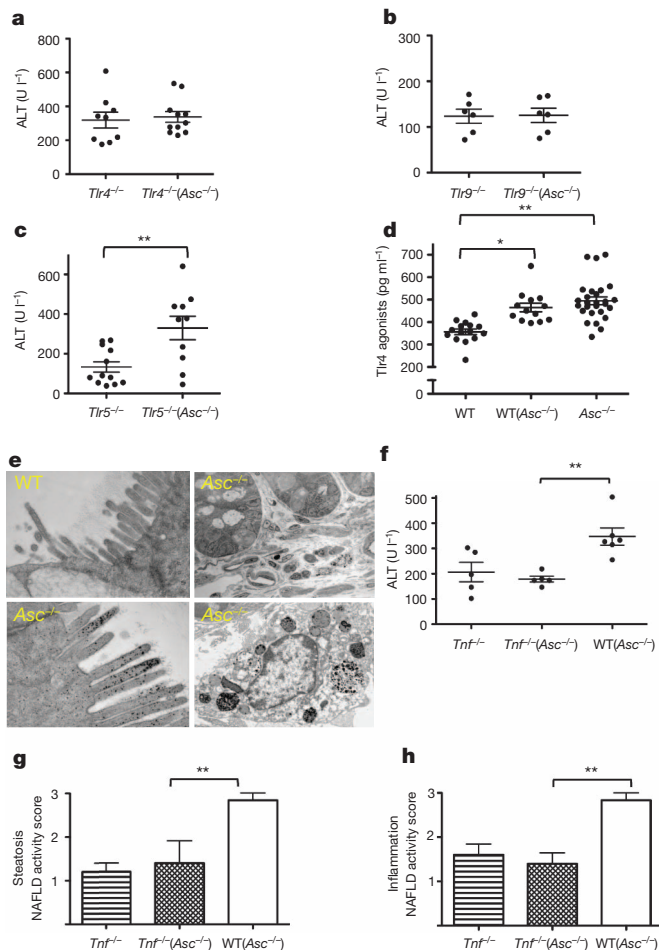 a
ALT (U l⁻¹)
800
600
400
200
0
Tlr4⁻/⁻
Tlr4⁻/⁻(Asc⁻/⁻)
b
ALT (U l⁻¹)
300
200
100
0
Tlr9⁻/⁻
Tlr9⁻/⁻(Asc⁻/⁻)
c
**
ALT (U l⁻¹)
600
400
200
0
Tlr5⁻/⁻
Tlr5⁻/⁻(Asc⁻/⁻)
d
**
*
Tlr4 agonists (pg ml⁻¹)
700
600
500
400
300
200
0
WT
WT(Asc⁻/⁻)
Asc⁻/⁻
e
WT
Asc⁻/⁻
Asc⁻/⁻
Asc⁻/⁻
f
**
ALT (U l⁻¹)
500
400
300
200
100
0
Tnf⁻/⁻
Tnf⁻/⁻(Asc⁻/⁻)
WT(Asc⁻/⁻)
g
**
Steatosis
NAFLD activity score
3
2
1
Tnf⁻/⁻
Tnf⁻/⁻(Asc⁻/⁻)
WT(Asc⁻/⁻)
h
**
Inflammation
NAFLD activity score
3
2
1
Tnf⁻/⁻
Tnf⁻/⁻(Asc⁻/⁻)
WT(Asc⁻/⁻)